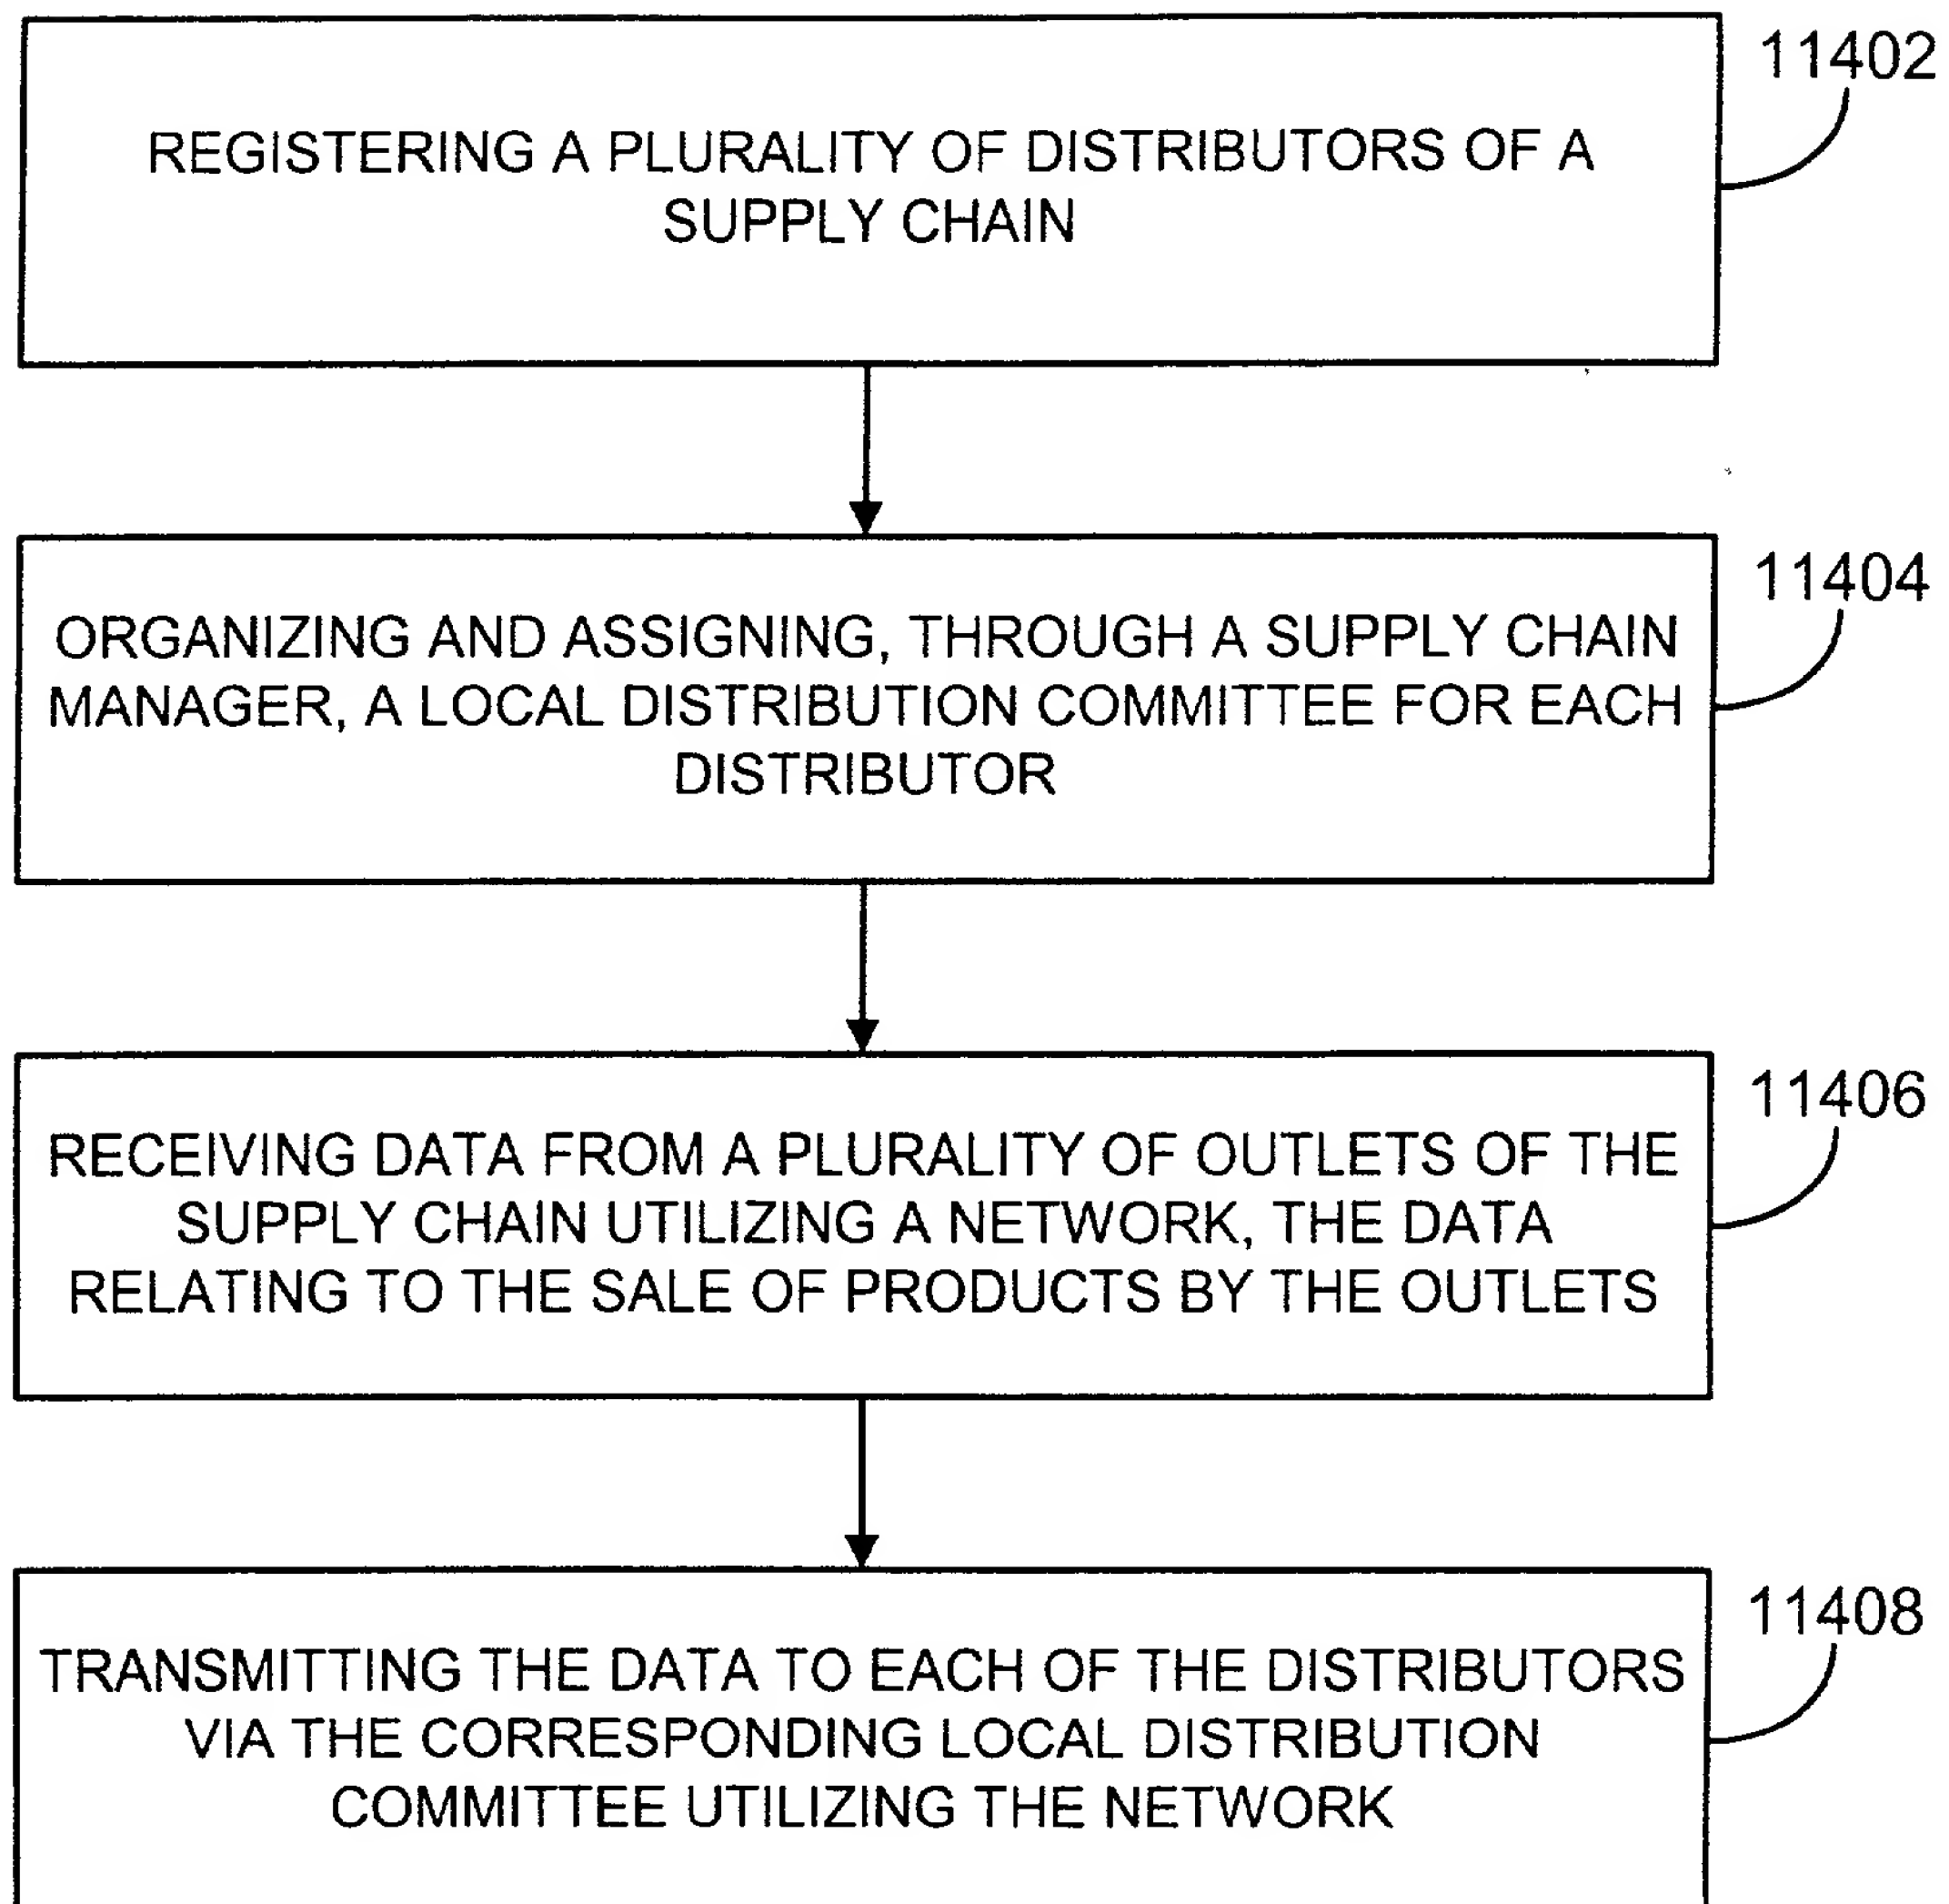 11402
REGISTERING A PLURALITY OF DISTRIBUTORS OF A
SUPPLY CHAIN
11404
ORGANIZING AND ASSIGNING, THROUGH A SUPPLY CHAIN
MANAGER, A LOCAL DISTRIBUTION COMMITTEE FOR EACH
DISTRIBUTOR
11406
RECEIVING DATA FROM A PLURALITY OF OUTLETS OF THE
SUPPLY CHAIN UTILIZING A NETWORK, THE DATA
RELATING TO THE SALE OF PRODUCTS BY THE OUTLETS
11408
TRANSMITTING THE DATA TO EACH OF THE DISTRIBUTORS
VIA THE CORRESPONDING LOCAL DISTRIBUTION
COMMITTEE UTILIZING THE NETWORK